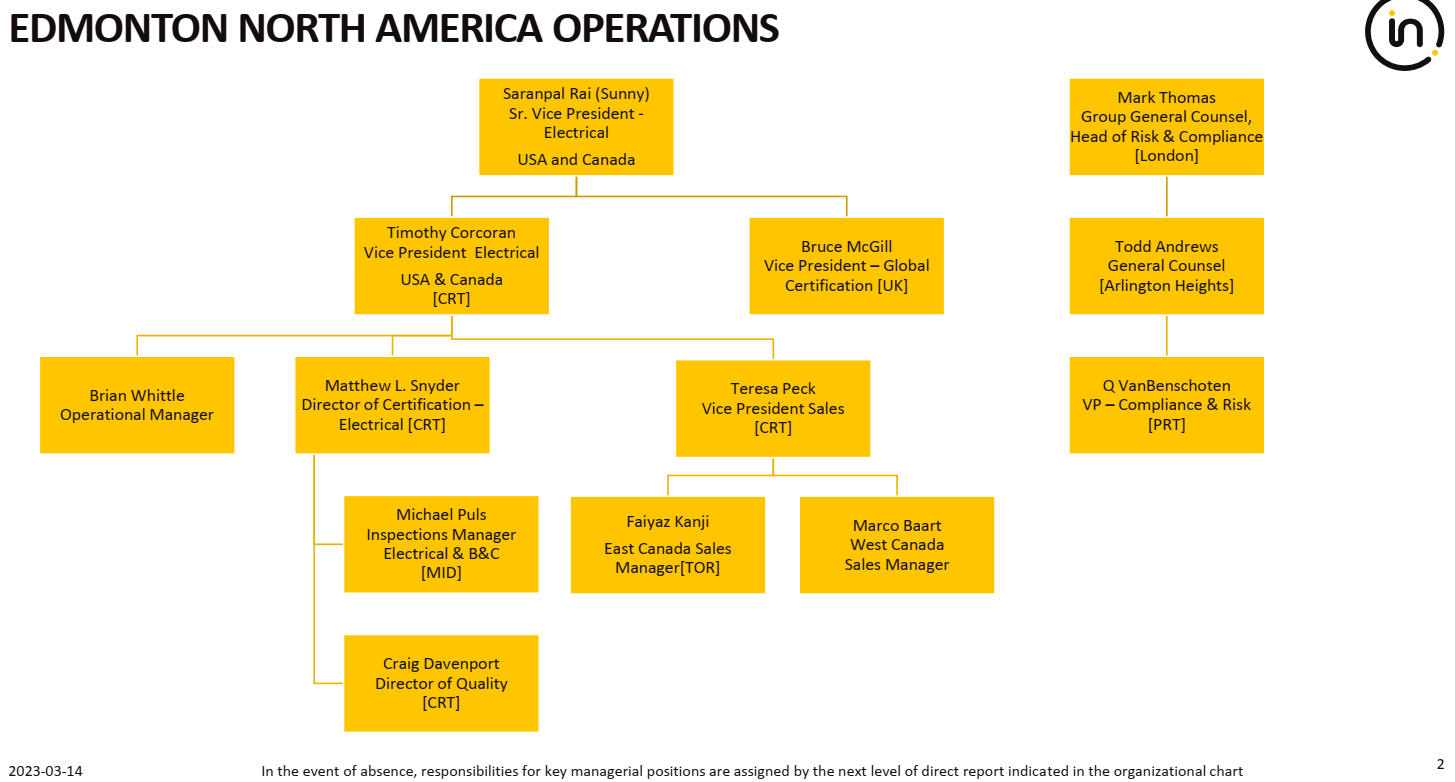 EDMONTON NORTH AMERICA OPERATIONS
in
Saranpal Rai (Sunny)
Sr. Vice President -
Electrical
USA and Canada
Mark Thomas
Group General Counsel,
Head of Risk & Compliance
[London]
Timothy Corcoran
Vice President  Electrical
USA & Canada
[CRT]
Bruce McGill
Vice President – Global
Certification [UK]
Todd Andrews
General Counsel
[Arlington Heights]
Brian Whittle
Operational Manager
Matthew L. Snyder
Director of Certification –
Electrical [CRT]
Teresa Peck
Vice President Sales
[CRT]
Q VanBenschoten
VP – Compliance & Risk
[PRT]
Michael Puls
Inspections Manager
Electrical & B&C
[MID]
Faiyaz Kanji
East Canada Sales
Manager[TOR]
Marco Baart
West Canada
Sales Manager
Craig Davenport
Director of Quality
[CRT]
2023-03-14
In the event of absence, responsibilities for key managerial positions are assigned by the next level of direct report indicated in the organizational chart
2